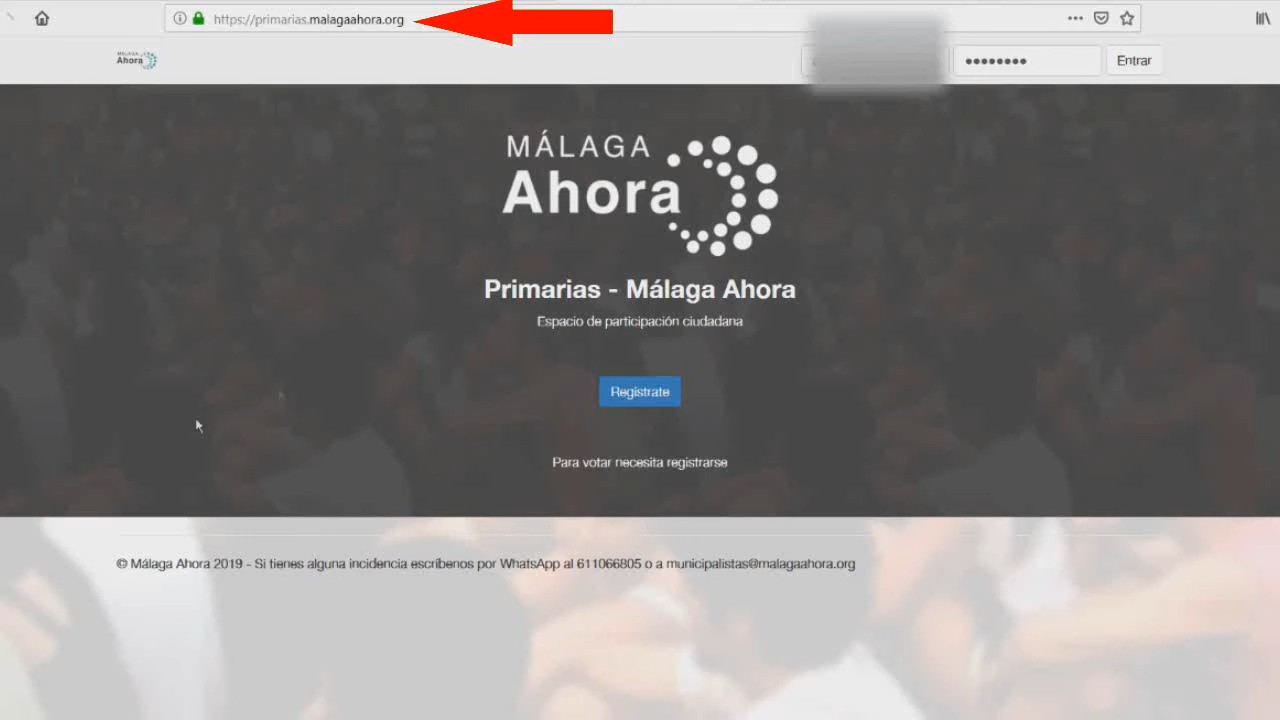 https://primarias.malagaahora.org
MÁLAGA
Ahora
Entrar
MÁLAGA
Ahora
Primarias - Málaga Ahora
Espacio de participación ciudadana
Registrate
Para votar necesita registrarse
© Málaga Ahora 2019 - Si tienes alguna incidencia escríbenos por WhatsApp al 611066805 o a municipalistas@malagaahora.org